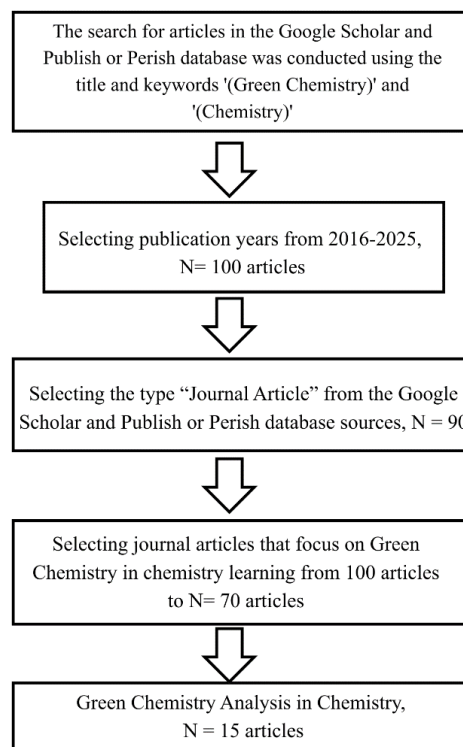 The search for articles in the Google Scholar and
Publish or Perish database was conducted using the
title and keywords '(Green Chemistry)' and
'(Chemistry)'
Selecting publication years from 2016-2025,
N= 100 articles
Selecting the type “Journal Article” from the Google
Scholar and Publish or Perish database sources, N = 90
Selecting journal articles that focus on Green
Chemistry in chemistry learning from 100 articles
to N= 70 articles
Green Chemistry Analysis in Chemistry,
N = 15 articles